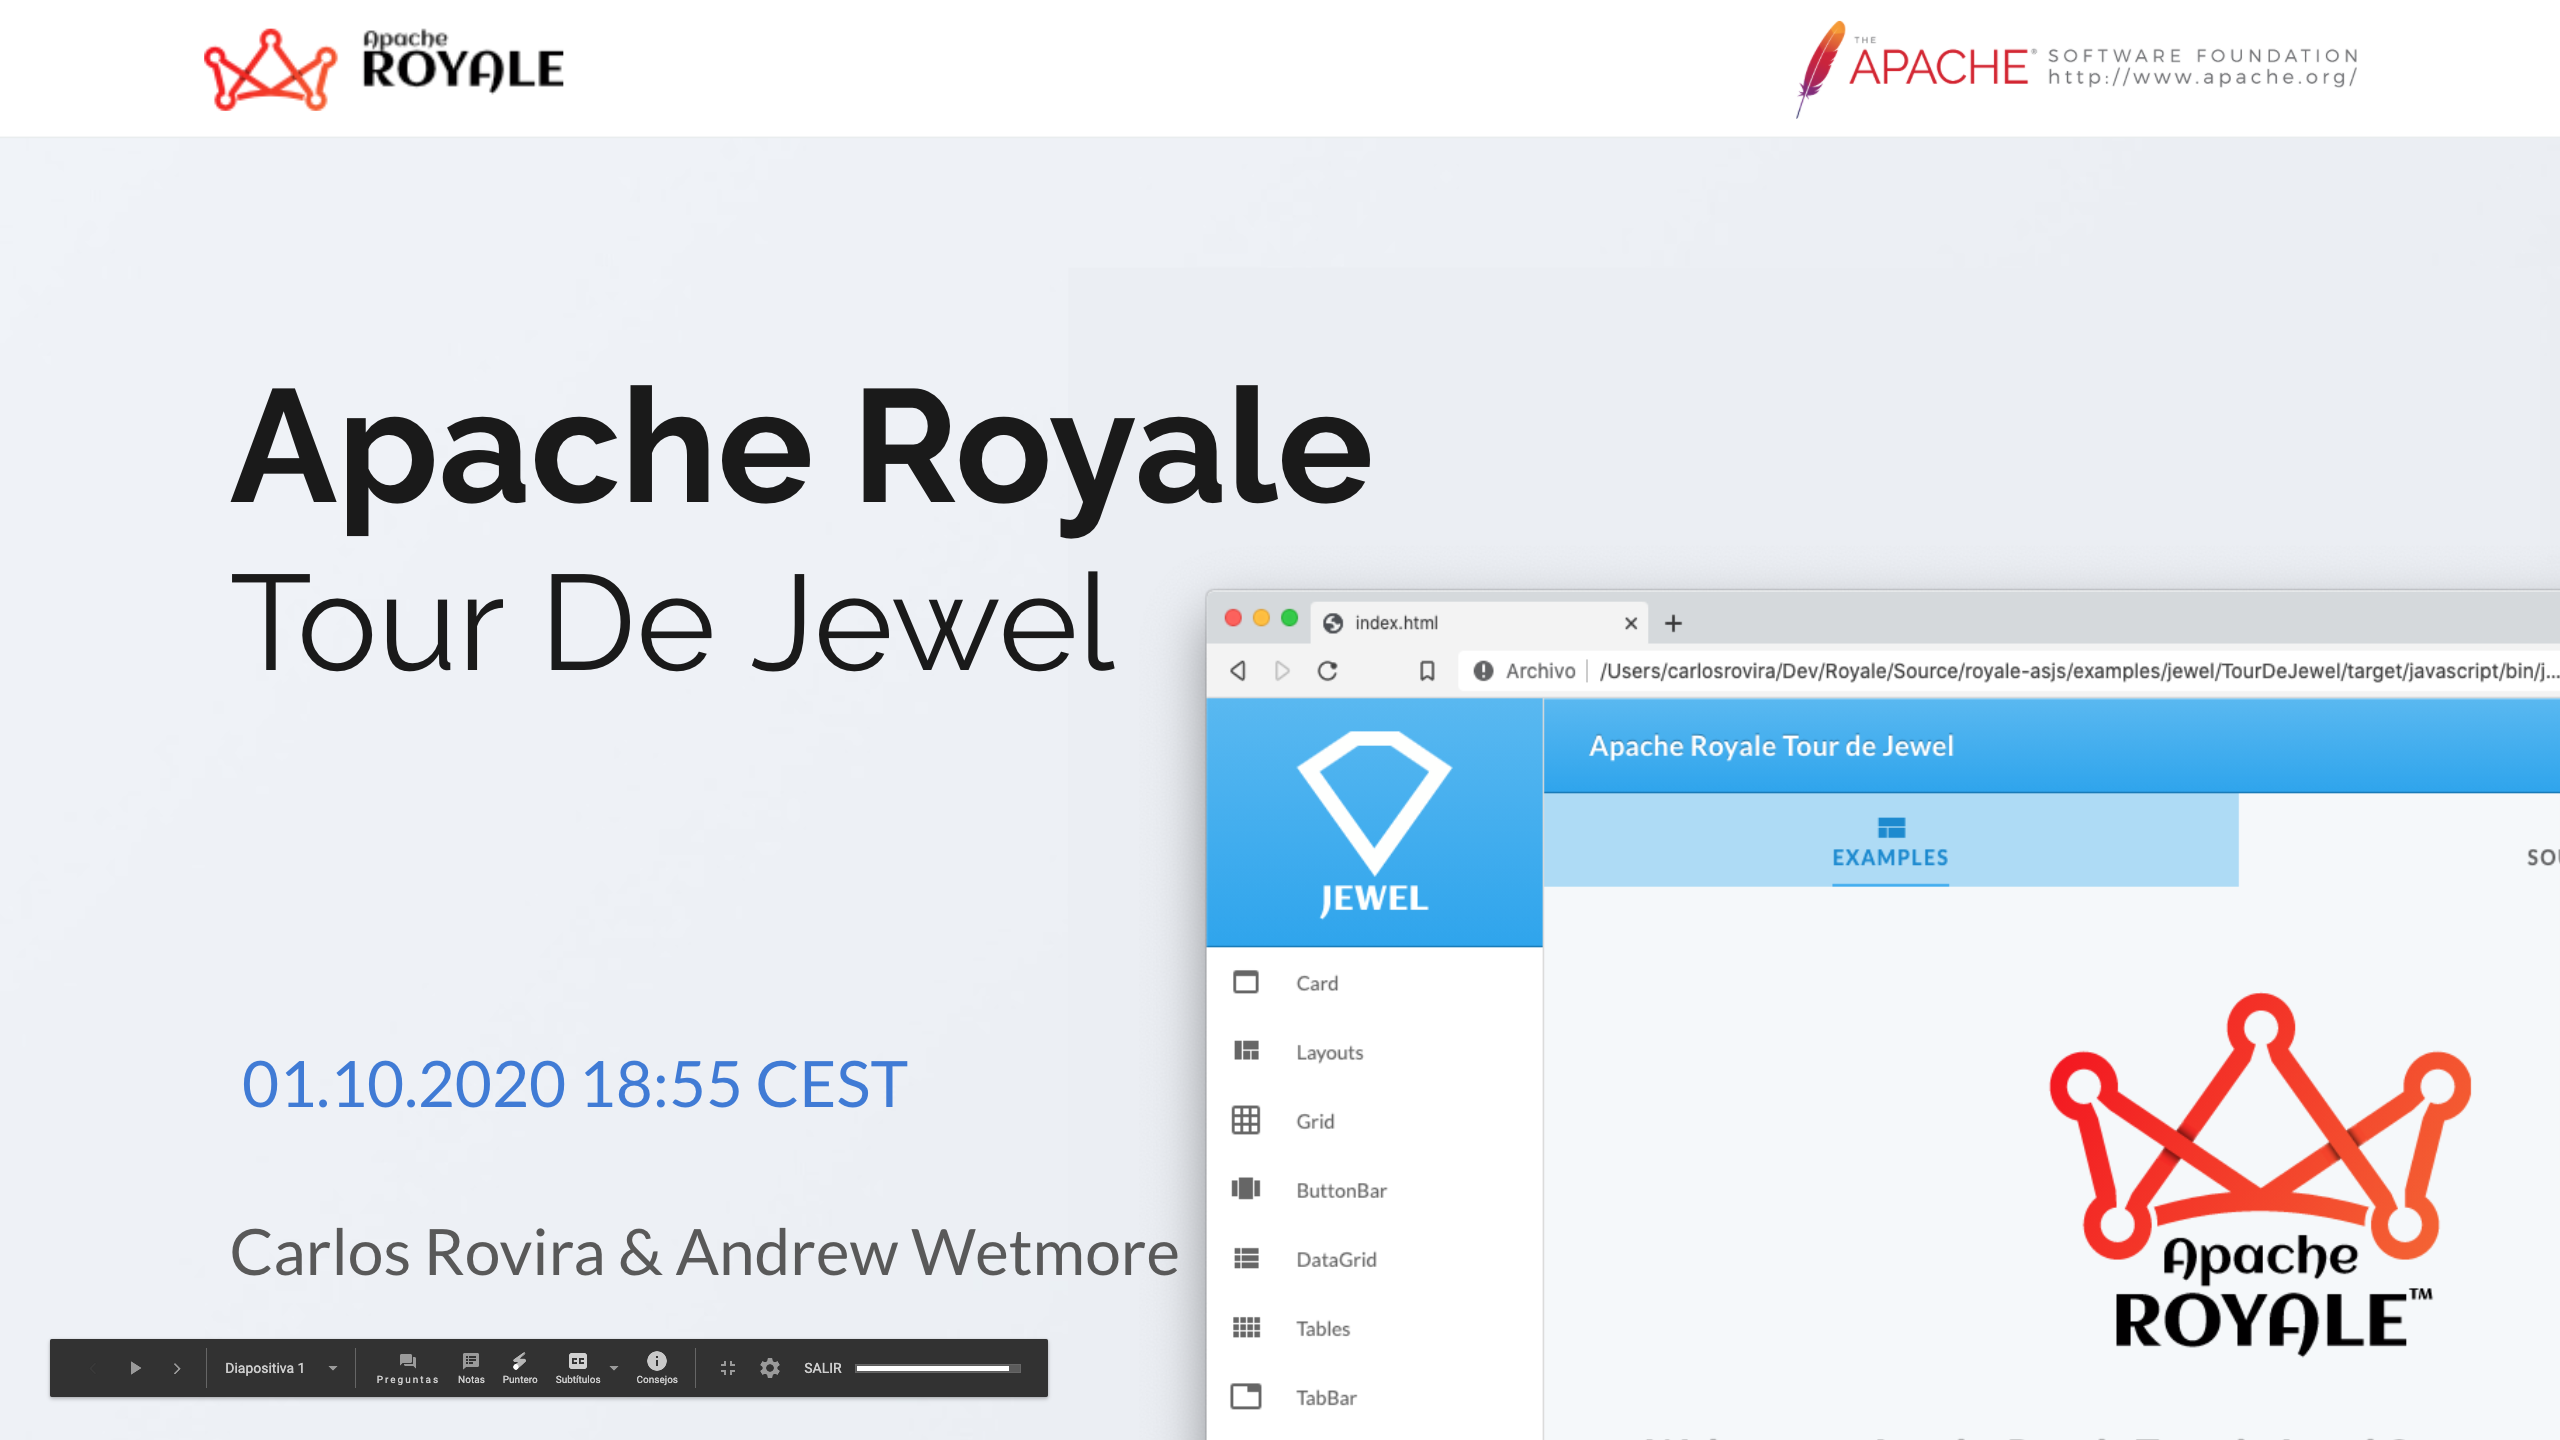 Apache
ROYALE
THE
APACHE®
SOFTWARE FOUNDATION
http://www.apache.org/
Apache Royale
Tour De Jewel
index.html
Archivo
/Users/carlosrovira/Dev/Royale/Source/royale-asjs/examples/jewel/TourDeJewel/target/javascript/bin/j...
Apache Royale Tour de Jewel
JEWEL
EXAMPLES
Card
Layouts
Grid
ButtonBar
DataGrid
Tables
TabBar
Apache
ROYALE™
01.10.2020 18:55 CEST
Carlos Rovira & Andrew Wetmore
Diapositiva 1
Preguntas
Notas
Puntero
Subtítulos
Consejos
SALIR